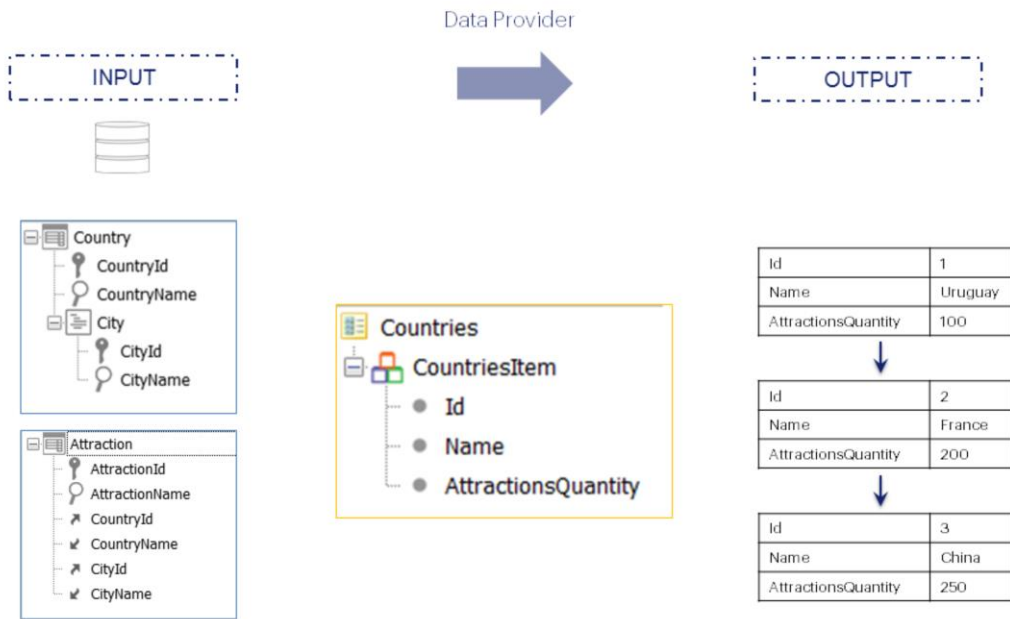 Data Provider
INPUT
OUTPUT
Country
CountryId
CountryName
City
CityId
CityName
Attraction
AttractionId
AttractionName
CountryId
CountryName
CityId
CityName
Countries
CountriesItem
Id
Name
AttractionsQuantity
Id 1
Name Uruguay
AttractionsQuantity 100
Id 2
Name France
AttractionsQuantity 200
Id 3
Name China
AttractionsQuantity 250